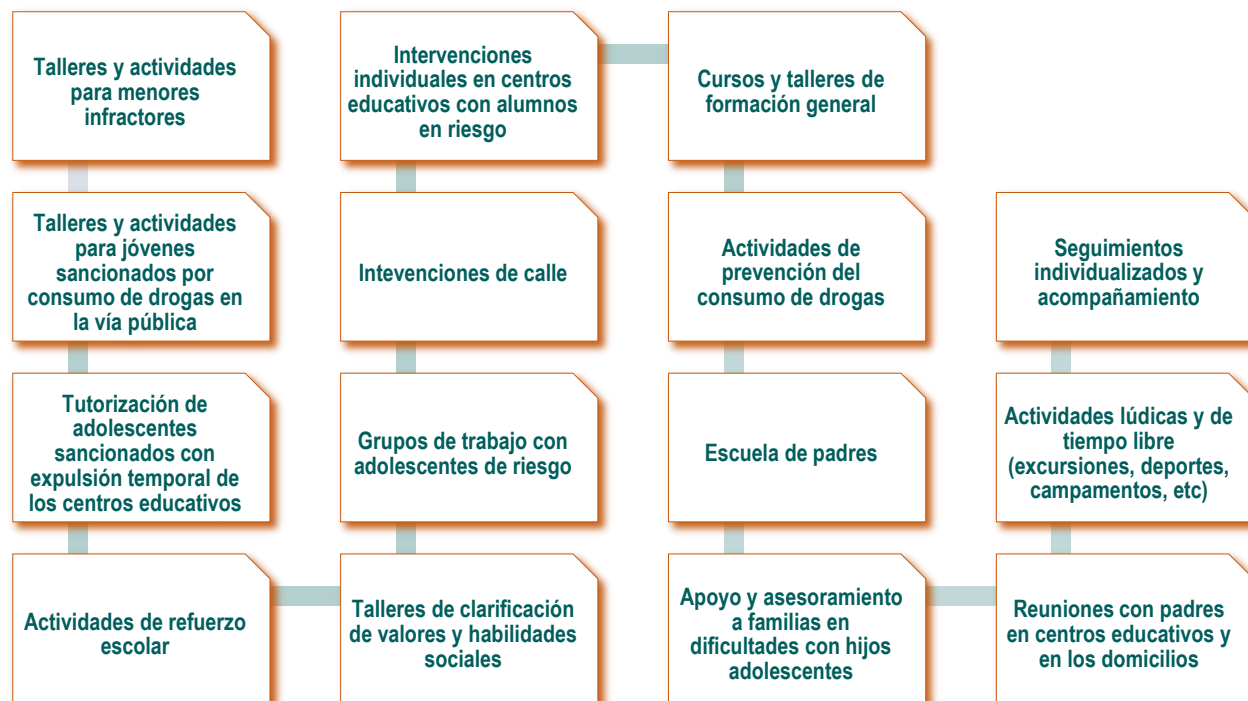 Talleres y actividades
para menores
infractores
Talleres y actividades
para jóvenes
sancionados por
consumo de drogas en
la vía pública
Tutorización de
adolescentes
sancionados con
expulsión temporal de
los centros educativos
Actividades de refuerzo
escolar
Talleres de clarificación
de valores y habilidades
sociales
Grupos de trabajo con
adolescentes de riesgo
Intevenciones de calle
Intervenciones
individuales en centros
educativos con alumnos
en riesgo
Cursos y talleres de
formación general
Actividades de
prevención del
consumo de drogas
Escuela de padres
Apoyo y asesoramiento
a familias en
dificultades con hijos
adolescentes
Reuniones con padres
en centros educativos y
en los domicilios
Actividades lúdicas y de
tiempo libre
(excursiones, deportes,
campamentos, etc)
Seguimientos
individualizados y
acompañamiento